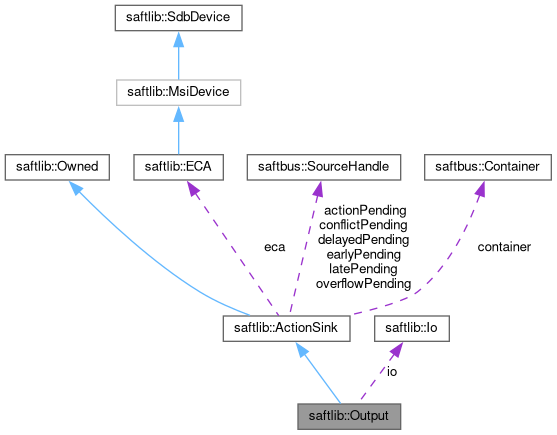 saftlib::SdbDevice
saftlib::MsiDevice
saftlib::Owned
saftlib::ECA
saftbus::SourceHandle
saftbus::Container
eca
actionPending
conflictPending
delayedPending
earlyPending
latePending
overflowPending
container
saftlib::ActionSink
saftlib::Io
io
saftlib::Output